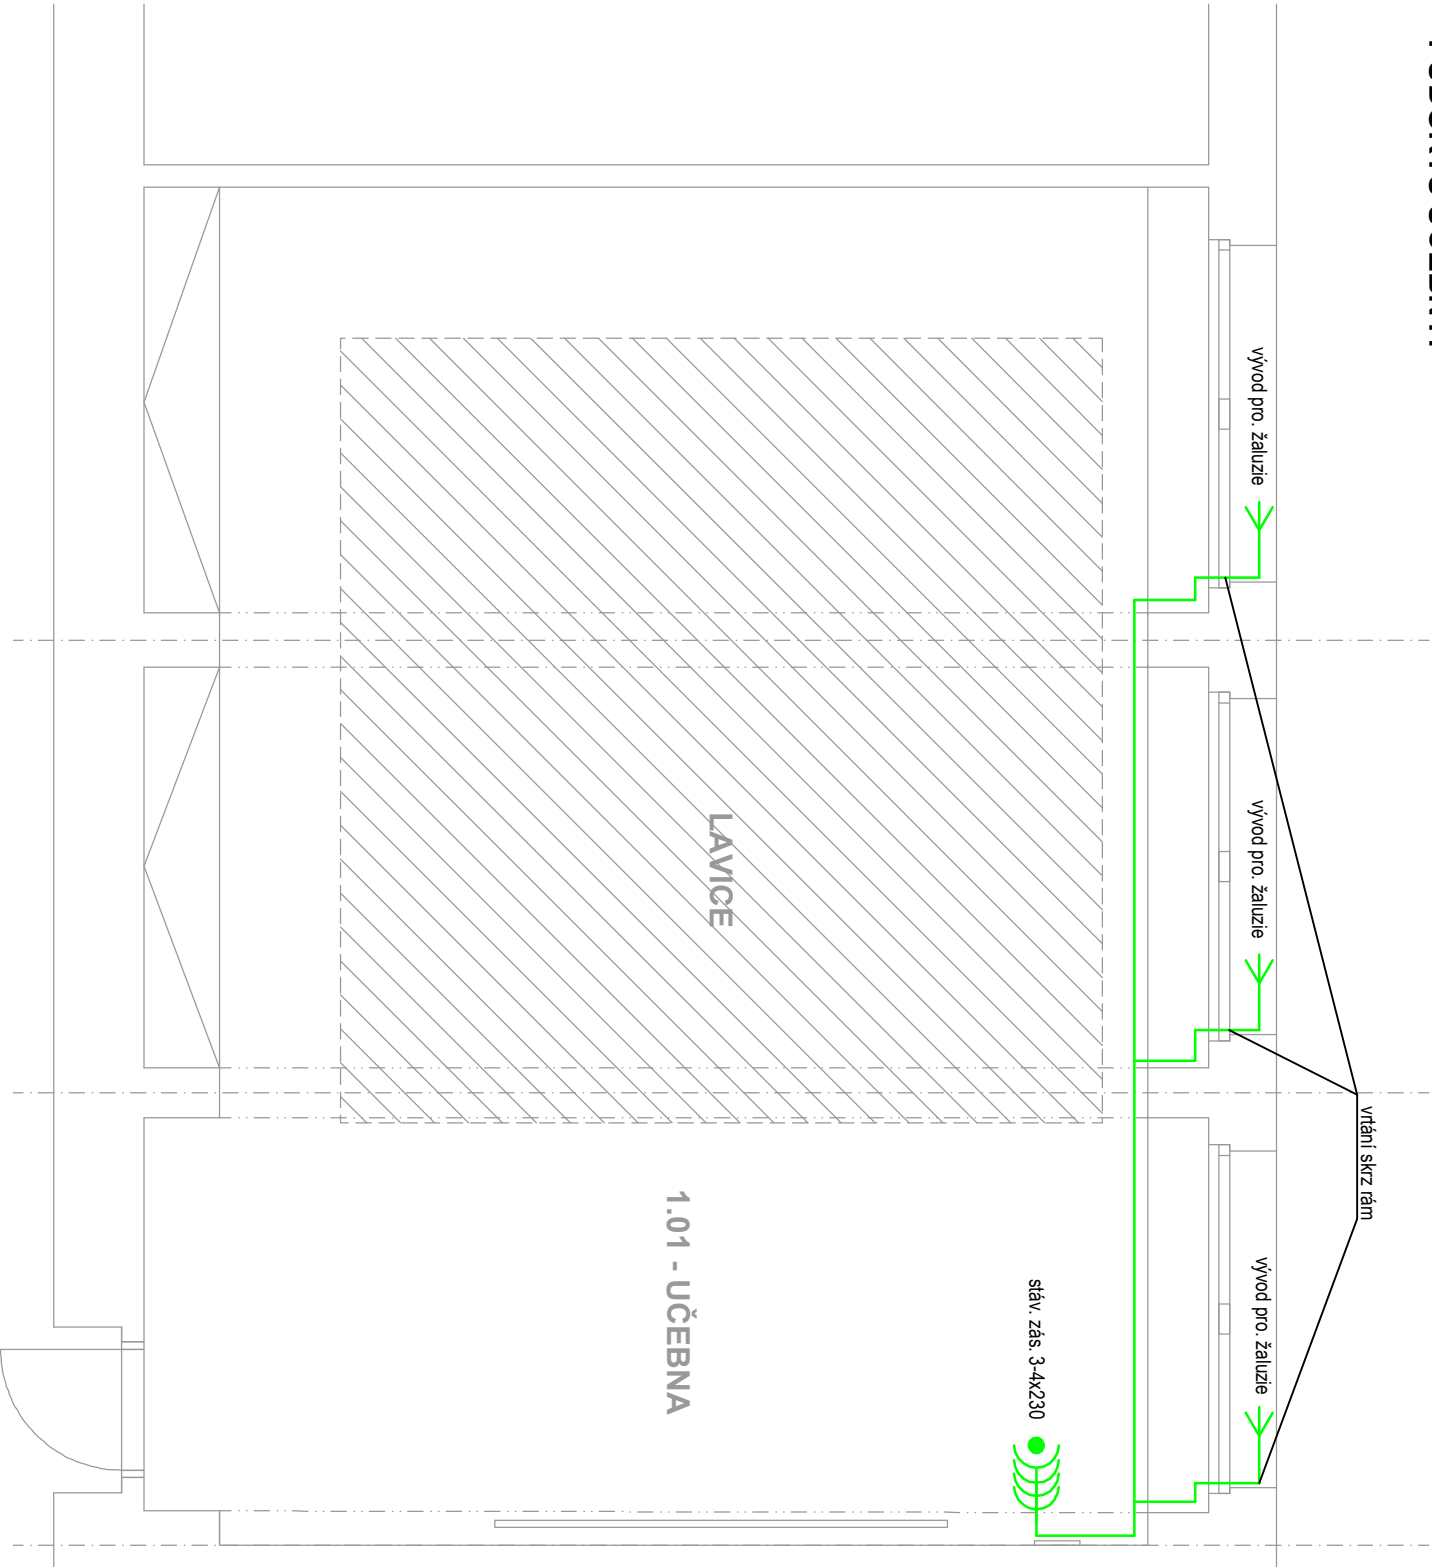 vývod pro. žaluzie
vývod pro. žaluzie
vrtání skrz rám
vývod pro. žaluzie
LAVICE
1.01 - UČEBNA
stáv. zás. 3-4x230